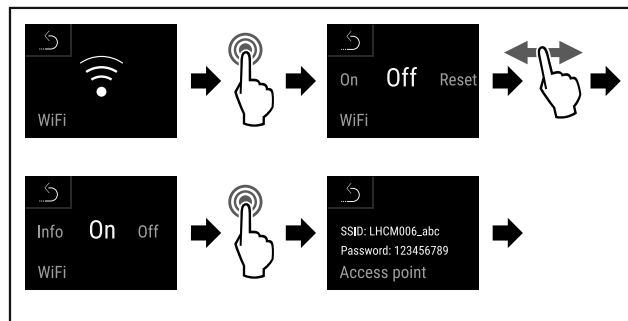 WiFi
On Off Reset
WiFi
Info On Off
WiFi
SSID: LHCM006_abc
Password: 123456789
Access point